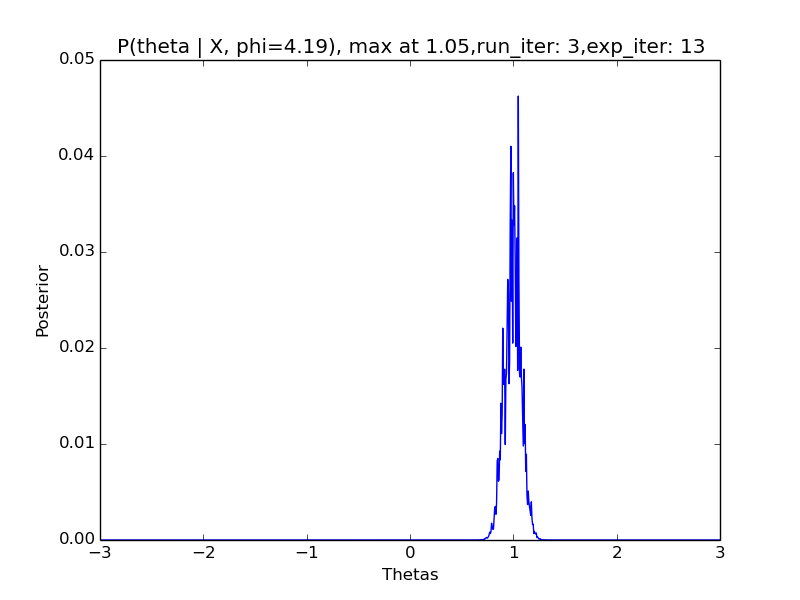 P(theta | X, phi=4.19), max at 1.05,run_iter: 3,exp_iter: 13
0.05
0.04
0.03
0.02
0.01
0.00
Posterior
−3 −2 −1 0 1 2 3
Thetas